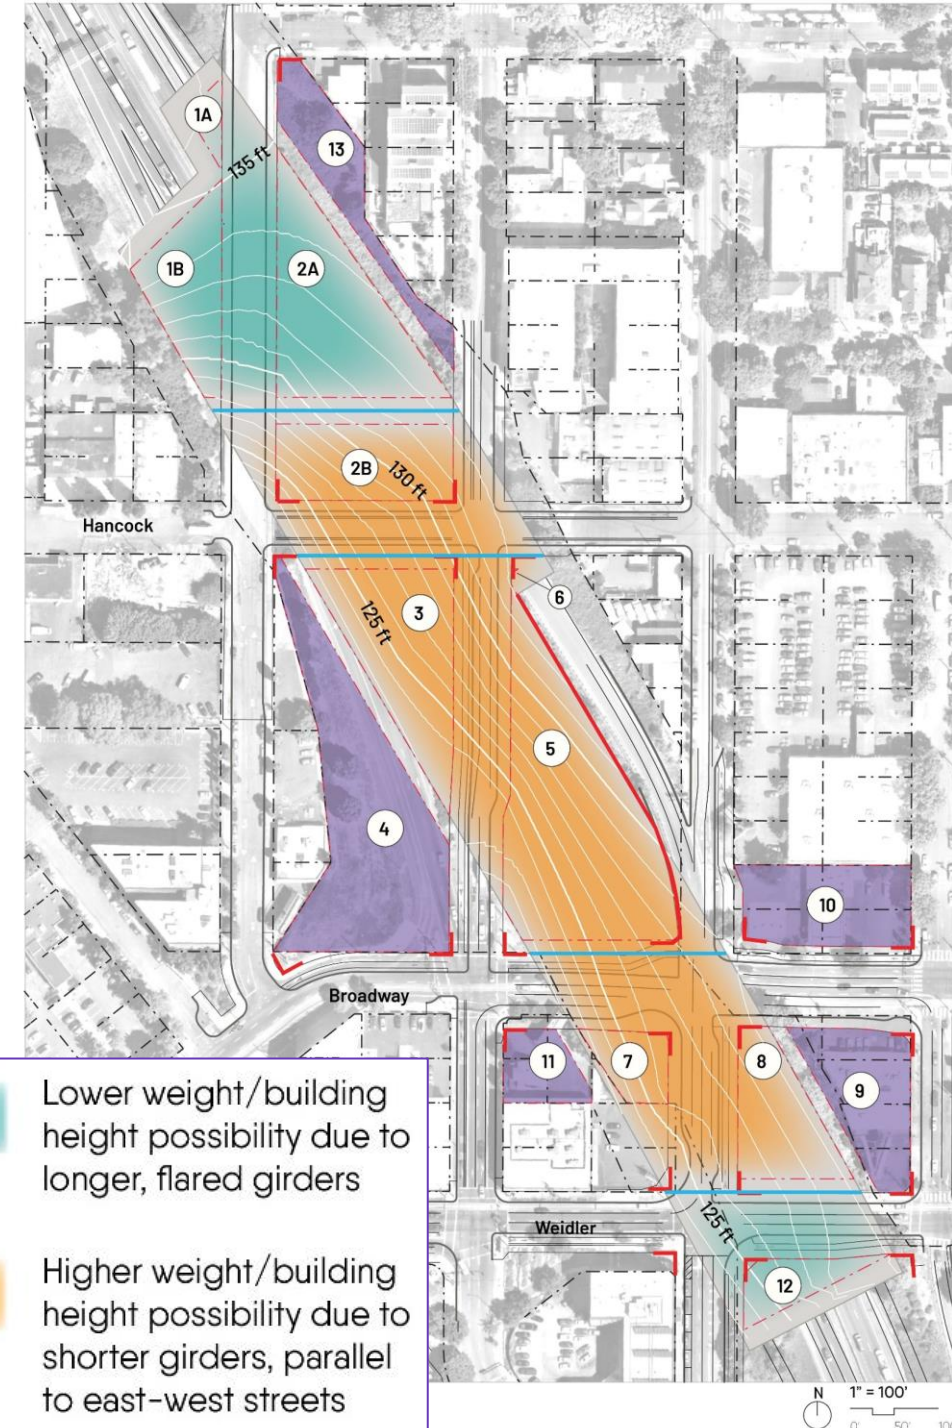 1A
13
135 ft
1B
2A
2B
130 ft
Hancock
6
3
125 ft
5
4
10
Broadway
11
7
8
9
Lower weight/building
height possibility due to
longer, flared girders
125 ft
Weidler
12
Higher weight/building
height possibility due to
shorter girders, parallel
to east-west streets
N
1" = 100'
0'
50'